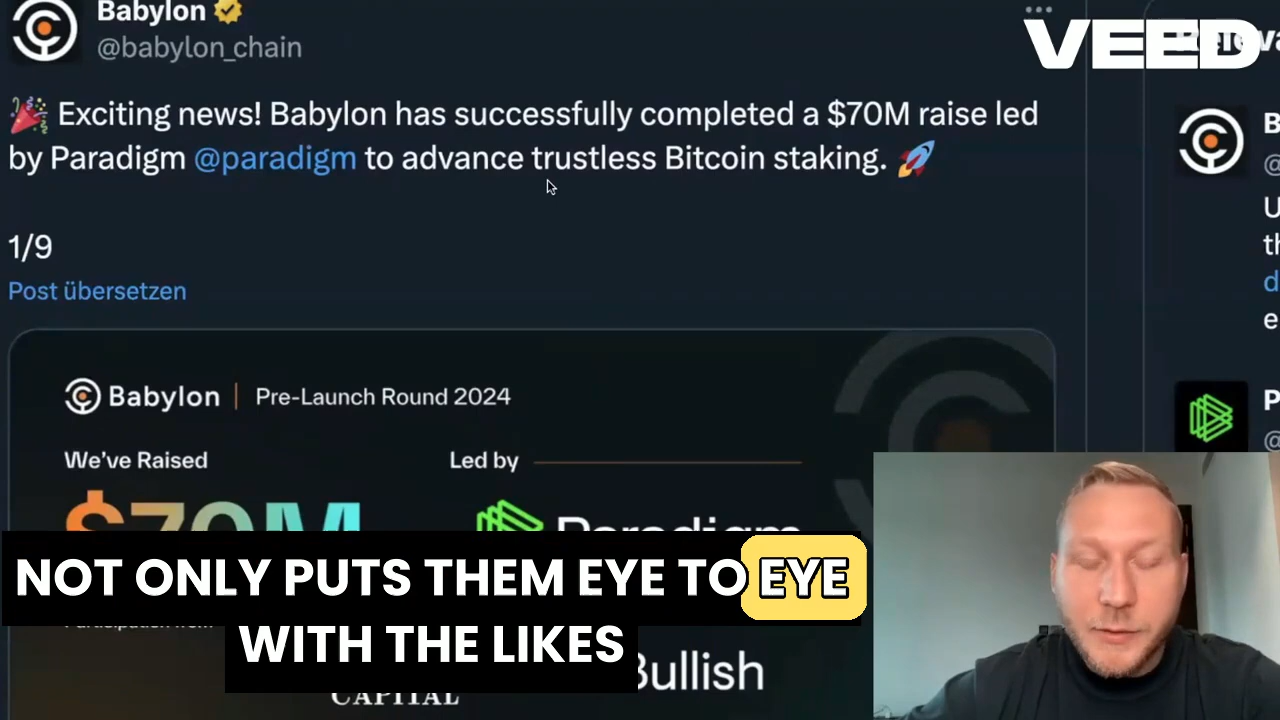 Babylon
@babylon_chain
VEED
🎉 Exciting news! Babylon has successfully completed a $70M raise led
by Paradigm @paradigm to advance trustless Bitcoin staking. 🚀
1/9
Post übersetzen
Babylon | Pre-Launch Round 2024
We've Raised
Led by
$70M
Paradigm
NOT ONLY PUTS THEM EYE TO EYE
WITH THE LIKES
Bullish
CAPITAL